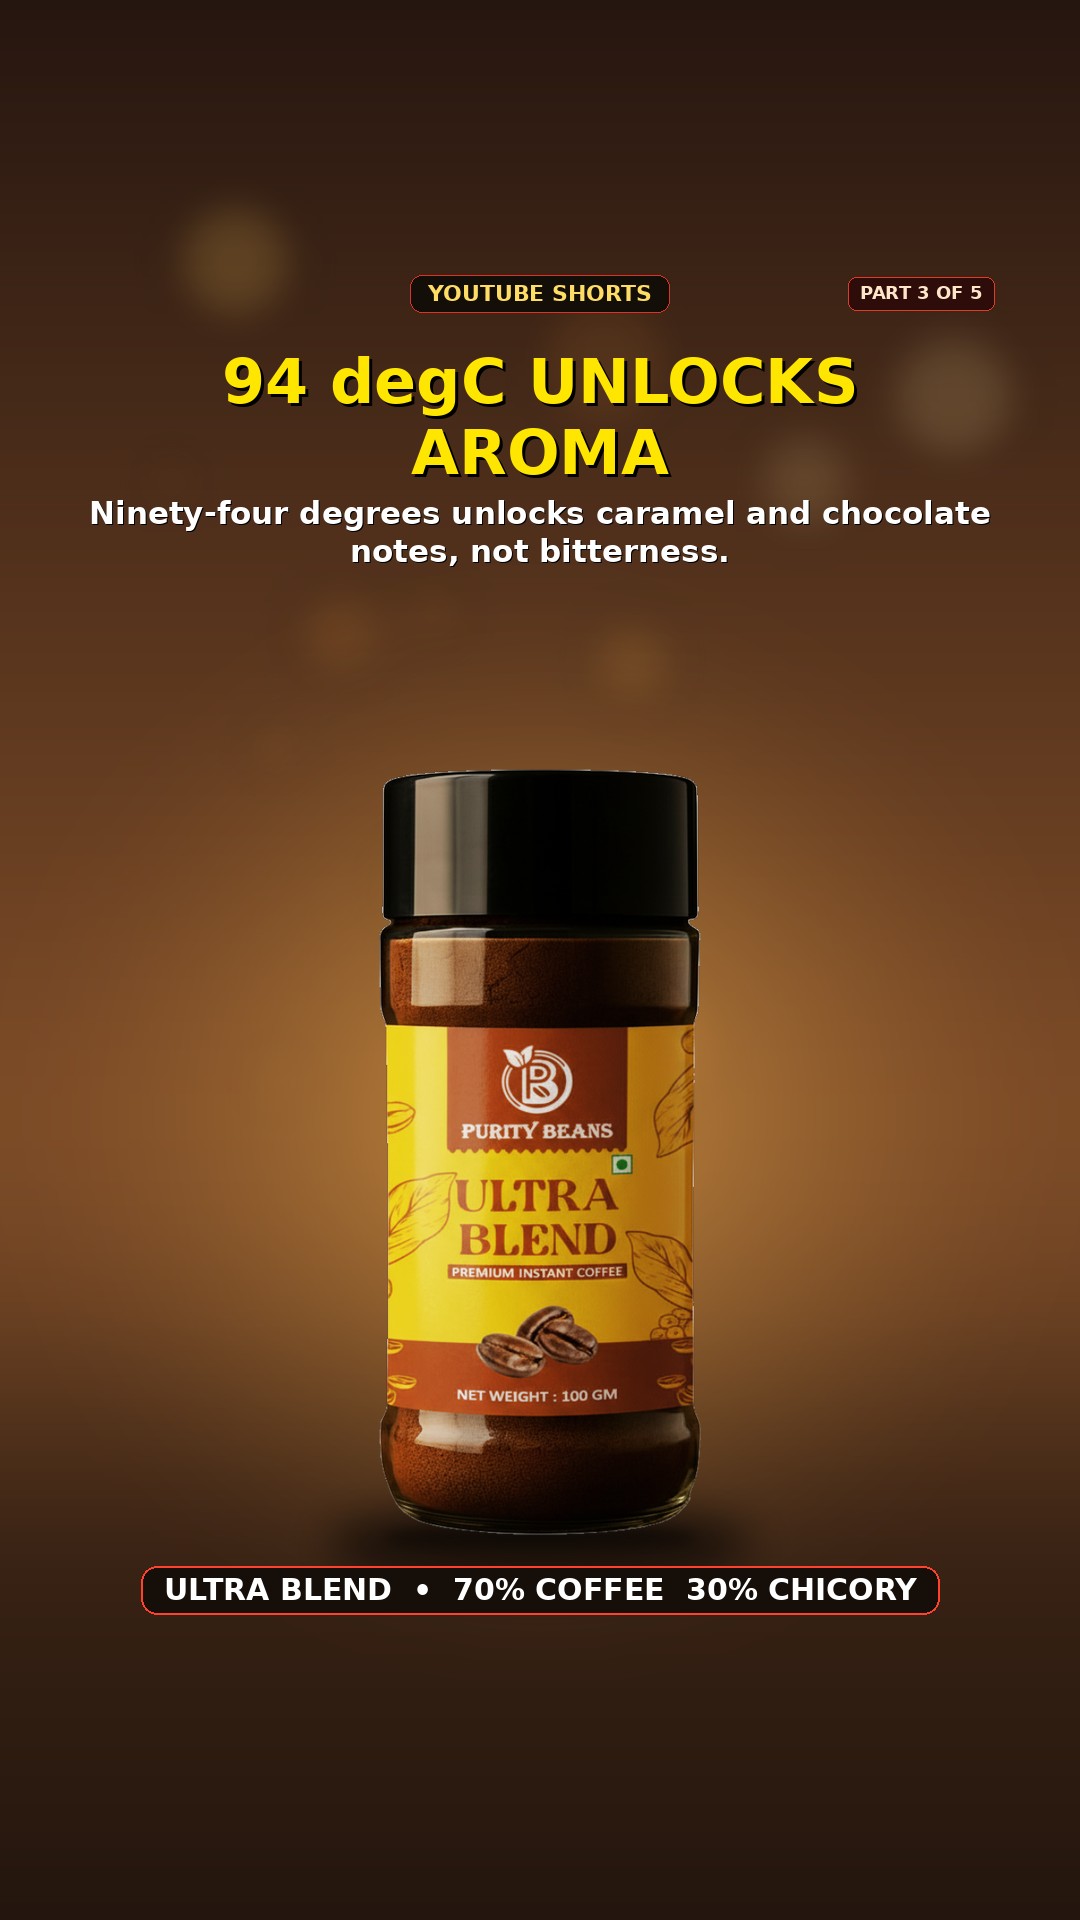 YOUTUBE SHORTS
PART 3 OF 5
94 degC UNLOCKS
AROMA
Ninety-four degrees unlocks caramel and chocolate
notes, not bitterness.
PURITY BEANS
ULTRA
BLEND
PREMIUM INSTANT COFFEE
NET WEIGHT : 100 GM
ULTRA BLEND • 70% COFFEE 30% CHICORY